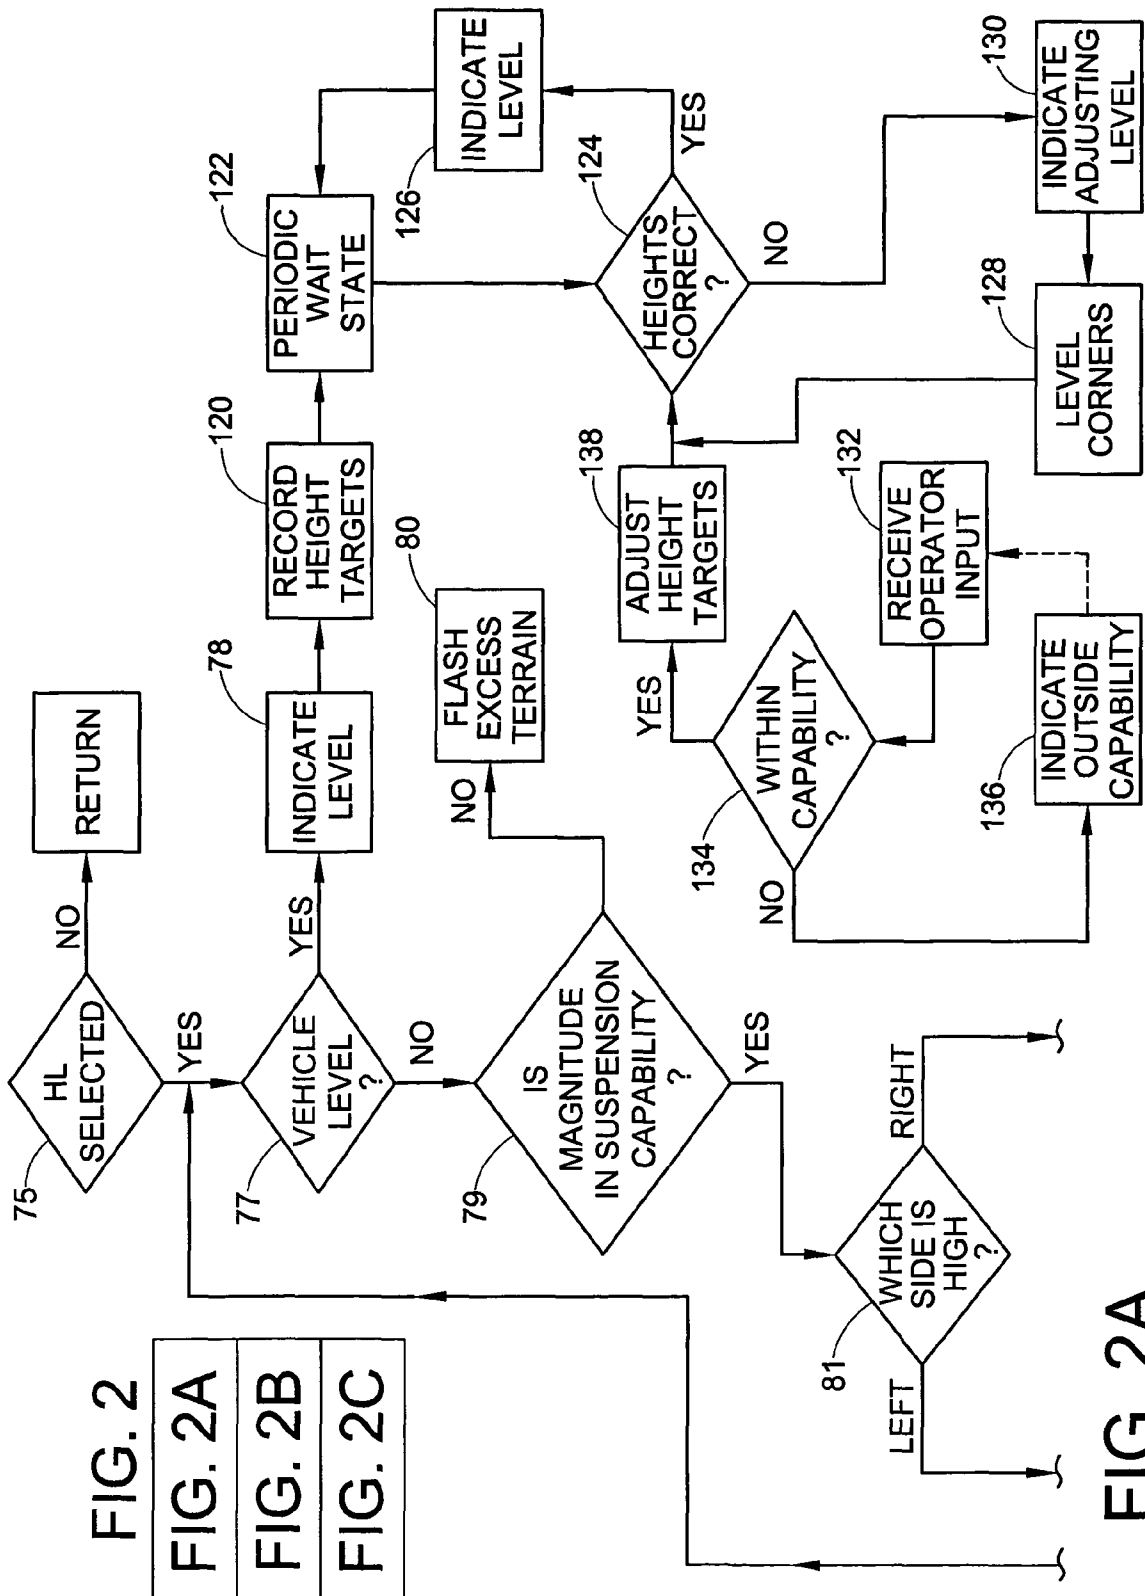 FIG. 2
FIG. 2A
FIG. 2B
FIG. 2C
75
HL
SELECTED
NO
RETURN
YES
77
VEHICLE
LEVEL
?
YES
78
INDICATE
LEVEL
120
RECORD
HEIGHT
TARGETS
122
PERIODIC
WAIT
STATE
126
INDICATE
LEVEL
NO
79
IS
MAGNITUDE
IN SUSPENSION
CAPABILITY
?
NO
80
FLASH
EXCESS
TERRAIN
YES
124
HEIGHTS
CORRECT
?
YES
NO
138
ADJUST
HEIGHT
TARGETS
YES
134
WITHIN
CAPABILITY
?
NO
132
RECEIVE
OPERATOR
INPUT
136
INDICATE
OUTSIDE
CAPABILITY
128
LEVEL
CORNERS
130
INDICATE
ADJUSTING
LEVEL
81
WHICH
SIDE IS
HIGH
?
LEFT
RIGHT
FIG. 2A